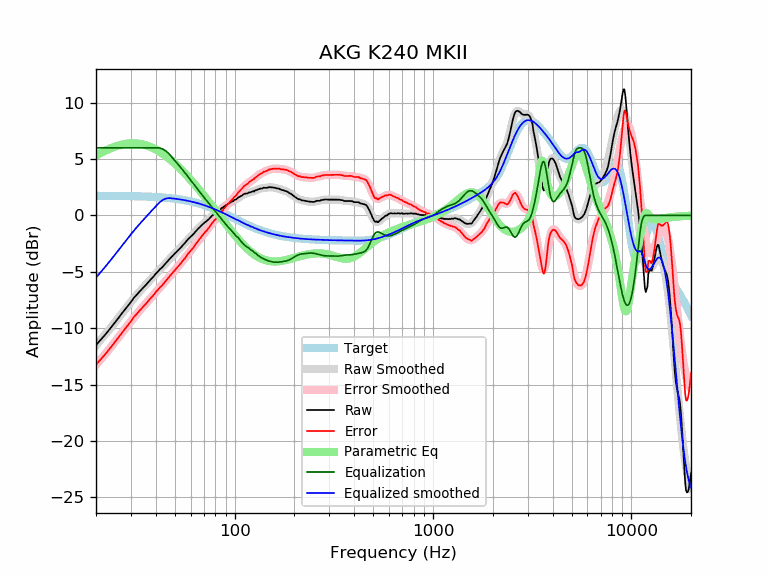 AKG K240 MKII
Amplitude (dBr)
10
5
0
−5
−10
−15
−20
−25
Target
Raw Smoothed
Error Smoothed
Raw
Error
Parametric Eq
Equalization
Equalized smoothed
100
1000
10000
Frequency (Hz)